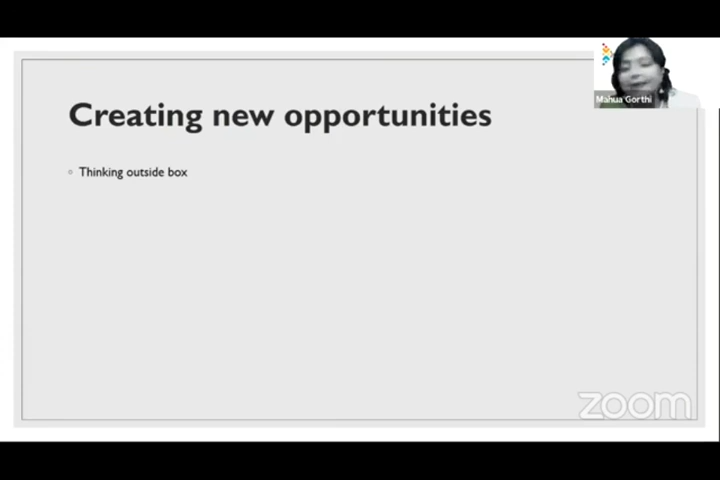 Mahua Gorthi
Creating new opportunities
Thinking outside box
zoom